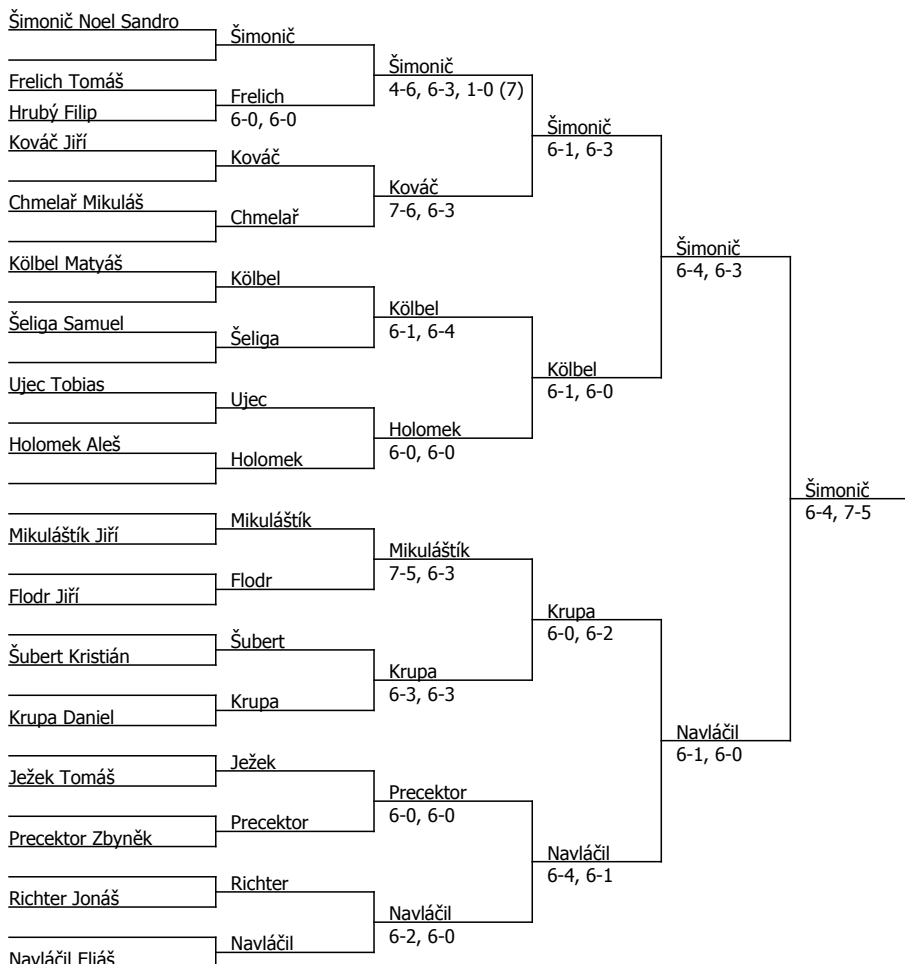 Šimonič Noel Sandro
Frelich Tomáš
Hrubý Filip
Kováč Jiří
Chmelař Mikuláš
Kölbel Matyáš
Šeliga Samuel
Ujec Tobias
Holomek Aleš
Mikuláštík Jiří
Flodr Jiří
Šubert Kristián
Krupa Daniel
Ježek Tomáš
Precektor Zbyněk
Richter Jonáš
Navláčil Eliáš
Šimonič
Frelich
6-0, 6-0
Kováč
Chmelař
Kölbel
Šeliga
Ujec
Holomek
Mikuláštík
Flodr
Šubert
Krupa
Ježek
Precektor
Richter
Navláčil
Šimonič
4-6, 6-3, 1-0 (7)
Kováč
7-6, 6-3
Kölbel
6-1, 6-4
Holomek
6-0, 6-0
Mikuláštík
7-5, 6-3
Krupa
6-3, 6-3
Precektor
6-0, 6-0
Navláčil
6-2, 6-0
Šimonič
6-1, 6-3
Kölbel
6-1, 6-0
Krupa
6-0, 6-2
Navláčil
6-4, 6-1
Šimonič
6-4, 6-3
Navláčil
6-1, 6-0
Šimonič
6-4, 7-5